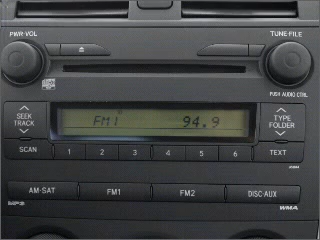 PWR•VOL
TUNE•FILE
PUSH AUDIO CTRL
SEEK
TRACK
FM1
94.9
TYPE
FOLDER
SCAN
1
2
3
4
5
6
TEXT
AM•SAT
FM1
FM2
DISC•AUX
MP3
WMA